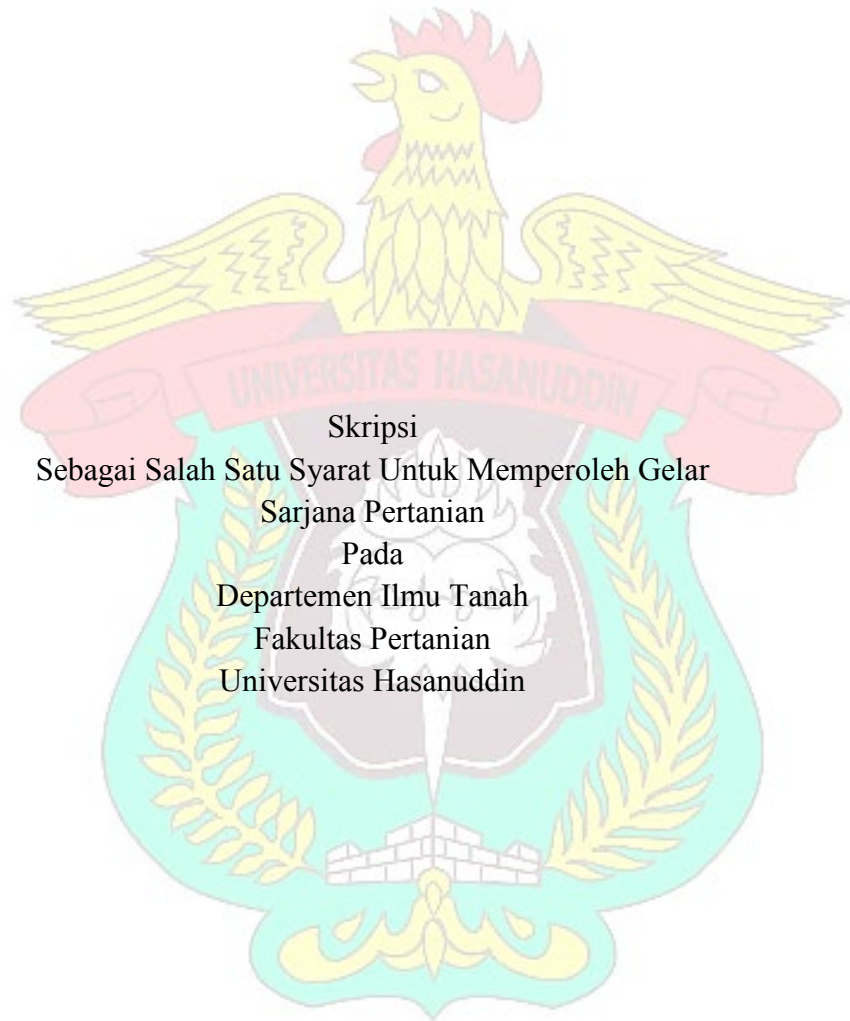 UNIVERSITAS HASANUDDIN
Skripsi
Sebagai Salah Satu Syarat Untuk Memperoleh Gelar
Sarjana Pertanian
Pada
Departemen Ilmu Tanah
Fakultas Pertanian
Universitas Hasanuddin